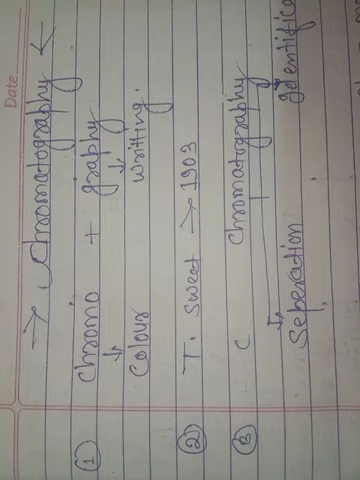 Date
→ Chromatography ←
① Chromo + graphy
↓ ↓
Colour writting.
② T. Sweet → 1903
③ C Chromatography
↓ ↓
Seperation Identifica